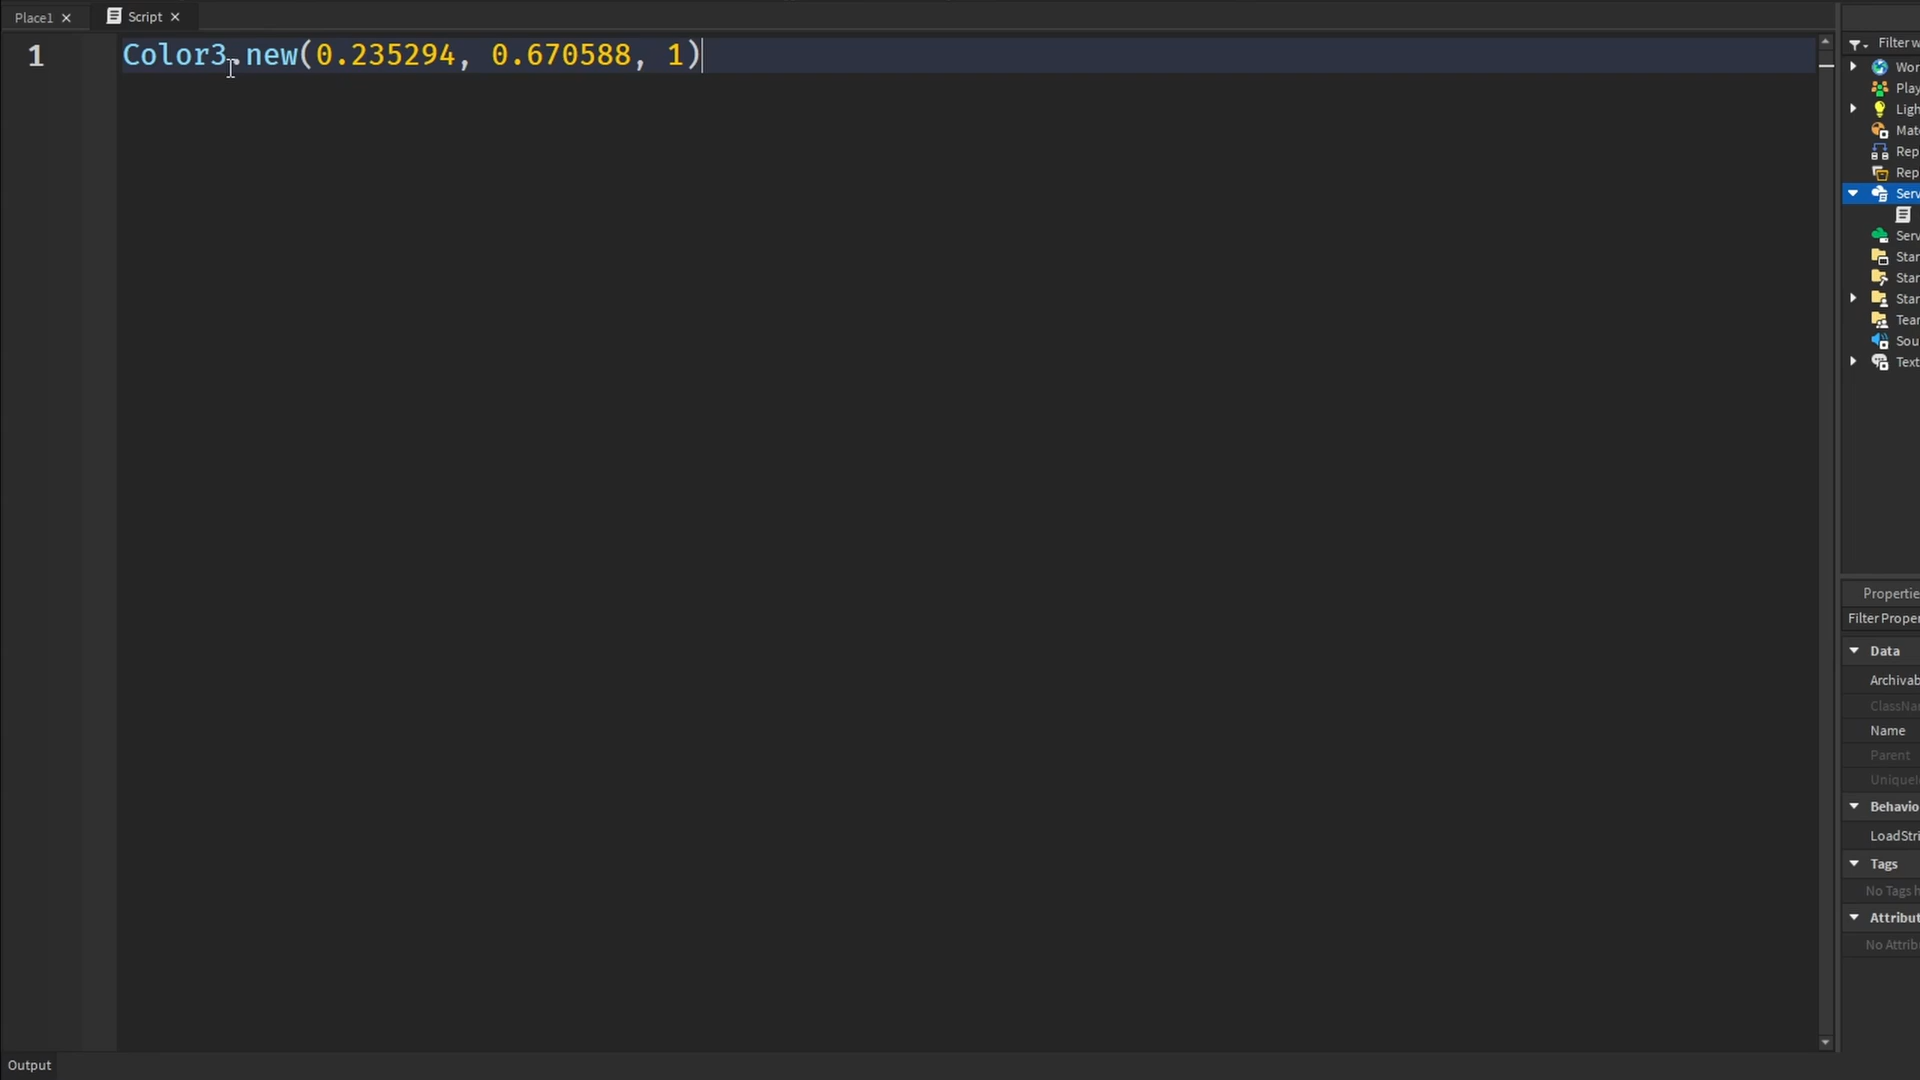 Place1
Script
1
Color3.new(0.235294, 0.670588, 1)
Filter w
Wor
Play
Ligh
Mate
Rep
Rep
Serv
Serv
Star
Star
Star
Tear
Sou
Text
Propertie
Filter Proper
Data
Archivab
ClassNa
Name
Parent
UniqueI
Behavio
LoadStri
Tags
No Tags h
Attribut
No Attrib
Output